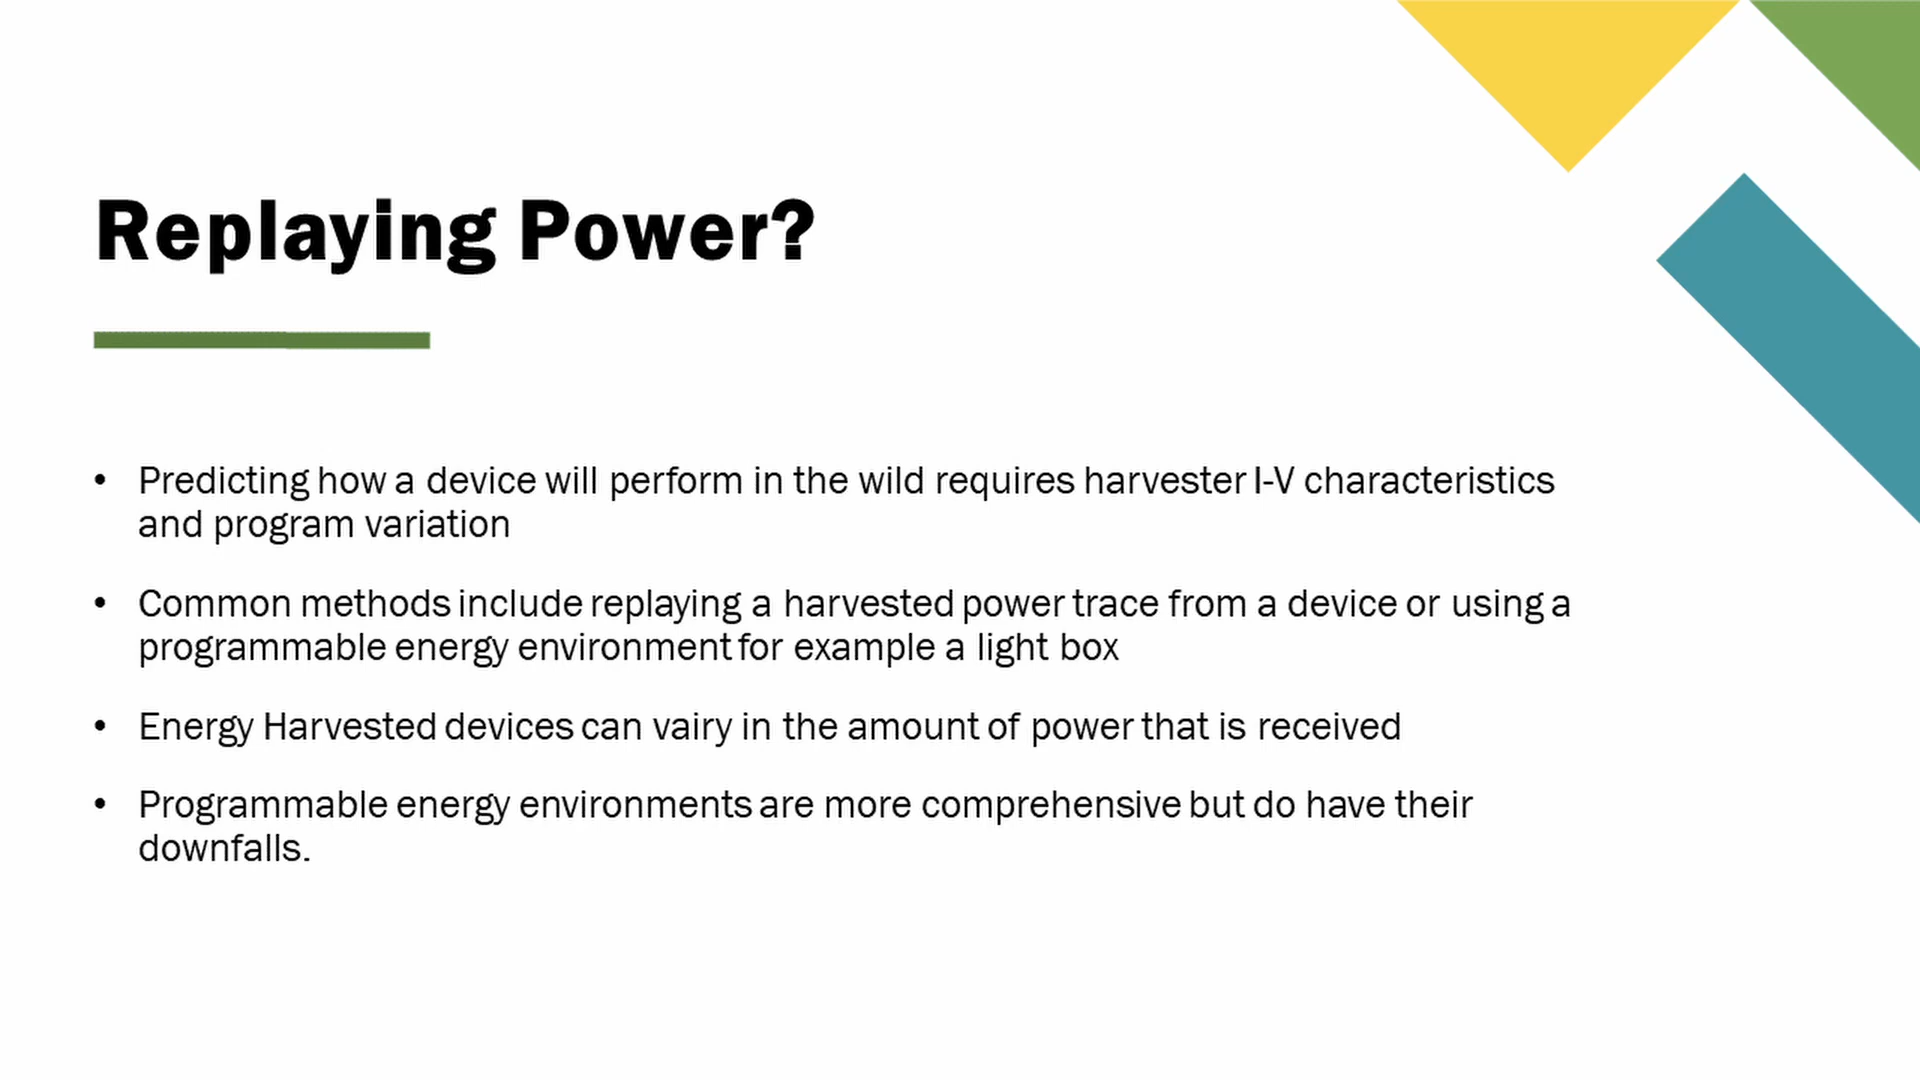 Replaying Power?
• Predicting how a device will perform in the wild requires harvester I-V characteristics
and program variation
• Common methods include replaying a harvested power trace from a device or using a
programmable energy environment for example a light box
• Energy Harvested devices can vairy in the amount of power that is received
• Programmable energy environments are more comprehensive but do have their
downfalls.